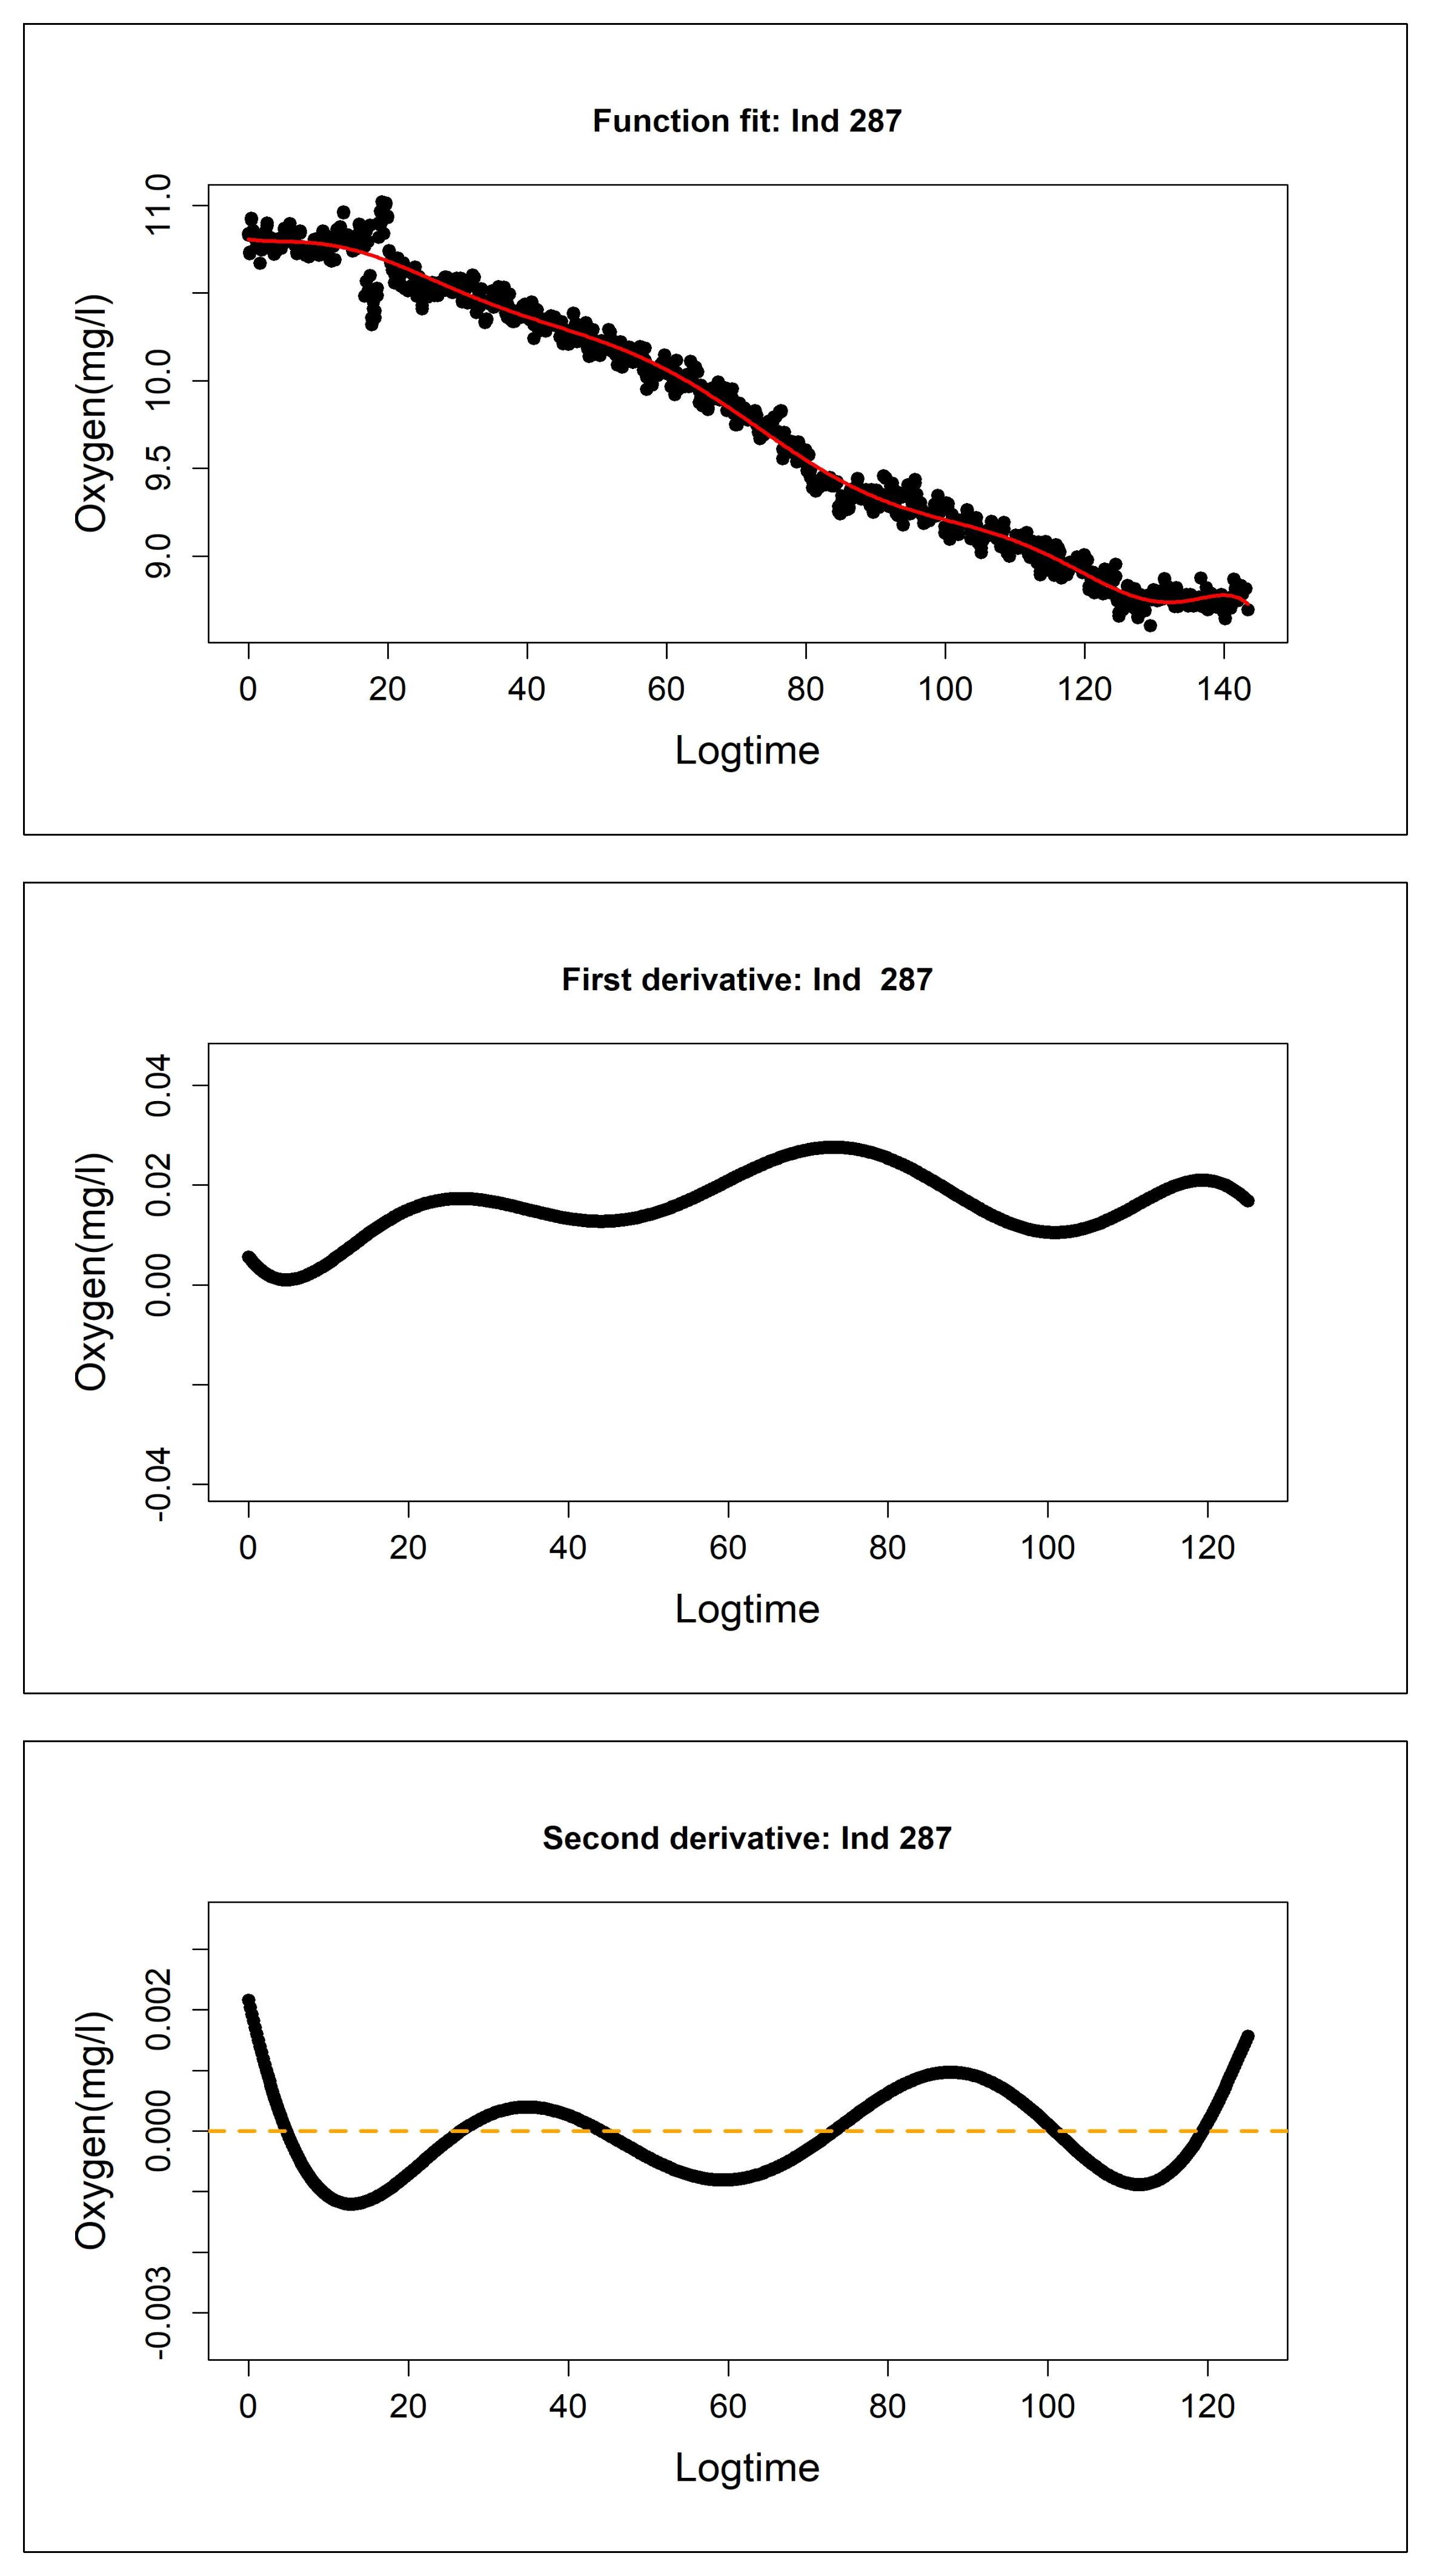 Function fit: Ind 287
11.0
10.0
9.5
9.0
Oxygen(mg/l)
0 20 40 60 80 100 120 140
Logtime
First derivative: Ind  287
0.04
0.02
0.00
-0.04
Oxygen(mg/l)
0 20 40 60 80 100 120
Logtime
Second derivative: Ind 287
0.002
0.000
-0.003
Oxygen(mg/l)
0 20 40 60 80 100 120
Logtime